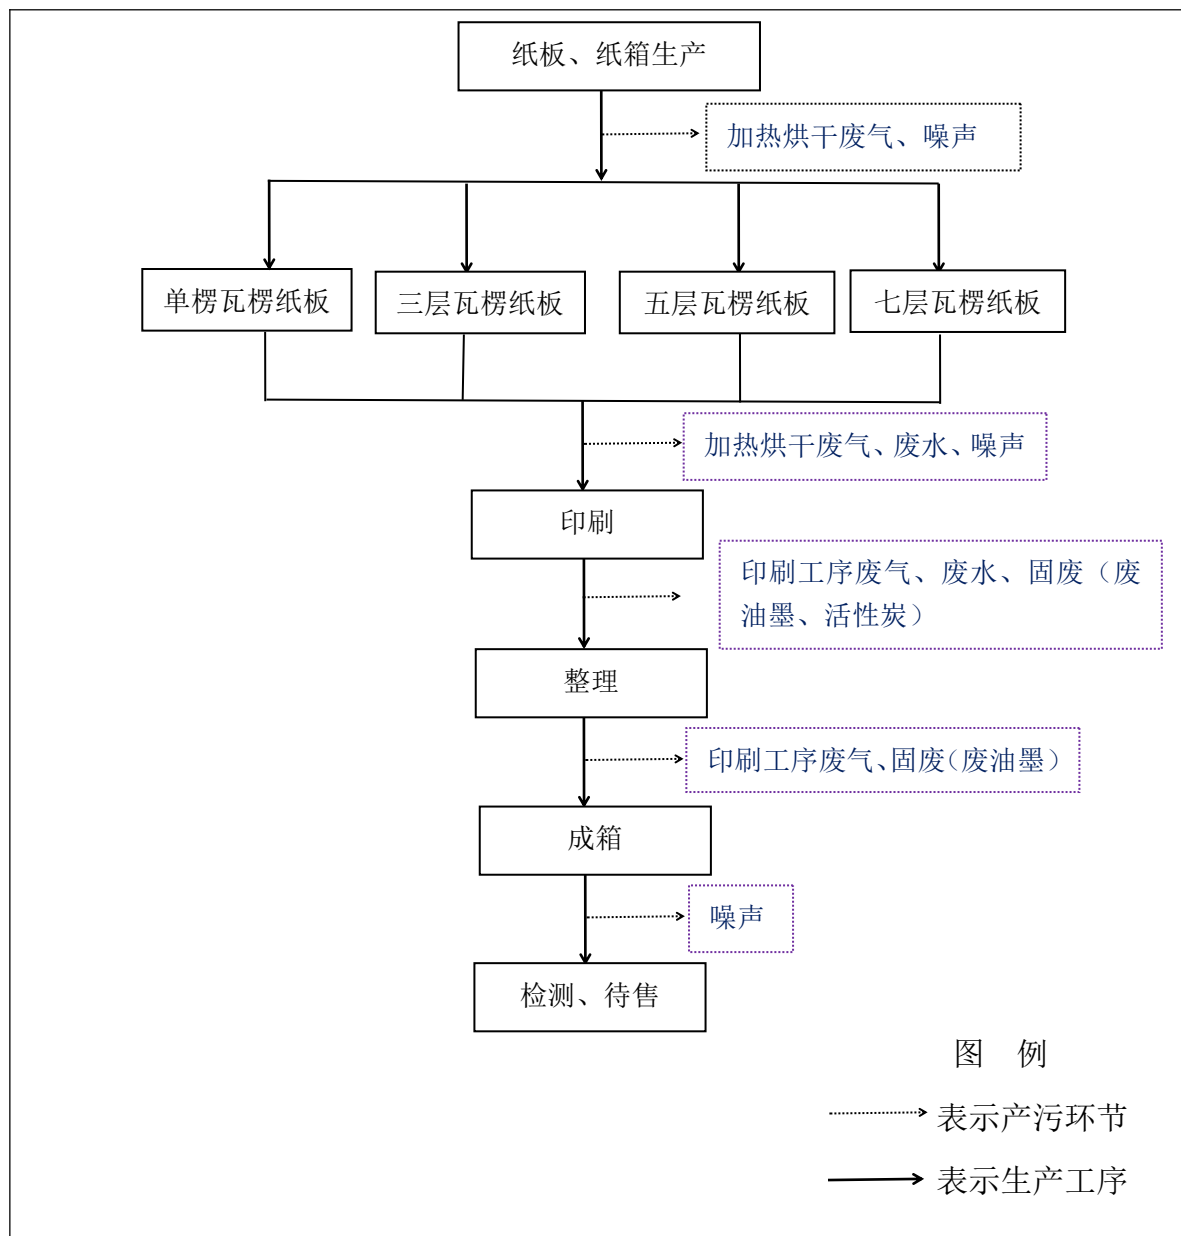 纸板、纸箱生产
加热烘干废气、噪声
单楞瓦楞纸板
三层瓦楞纸板
五层瓦楞纸板
七层瓦楞纸板
加热烘干废气、废水、噪声
印刷
印刷工序废气、废水、固废（废
油墨、活性炭）
整理
印刷工序废气、固废（废油墨）
成箱
噪声
检测、待售
图 例
表示产污环节
表示生产工序